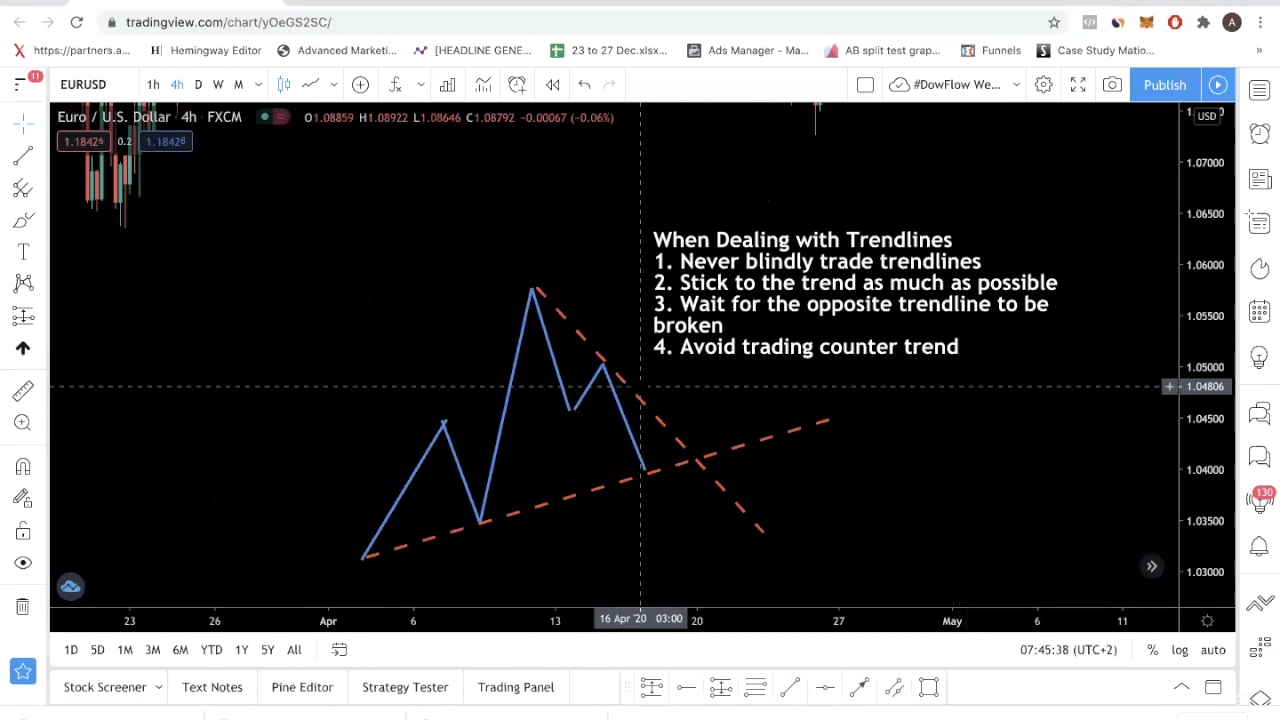 tradingview.com/chart/yOeGS2SC/
A
https://partners.a...
Hemingway Editor
Advanced Marketi...
[HEADLINE GENE...
23 to 27 Dec.xlsx...
Ads Manager - Ma...
AB split test grap...
Funnels
Case Study Matio...
»
11
EURUSD
1h 4h D W M
#DowFlow We...
Publish
Euro / U.S. Dollar 4h FXCM
O1.08859 H1.08922 L1.08646 C1.08792 -0.00067 (-0.06%)
USD
1.18426 0.2 1.18428
1.07000
1.06500
When Dealing with Trendlines
1. Never blindly trade trendlines
2. Stick to the trend as much as possible
3. Wait for the opposite trendline to be
broken
4. Avoid trading counter trend
1.06000
1.05500
1.05000
1.04806
1.04500
1.04000
1.03500
1.03000
130
23 26 Apr 6 13 16 Apr '20 03:00 20 27 May 6 11
1D 5D 1M 3M 6M YTD 1Y 5Y All
07:45:38 (UTC+2) % log auto
Stock Screener Text Notes Pine Editor Strategy Tester Trading Panel